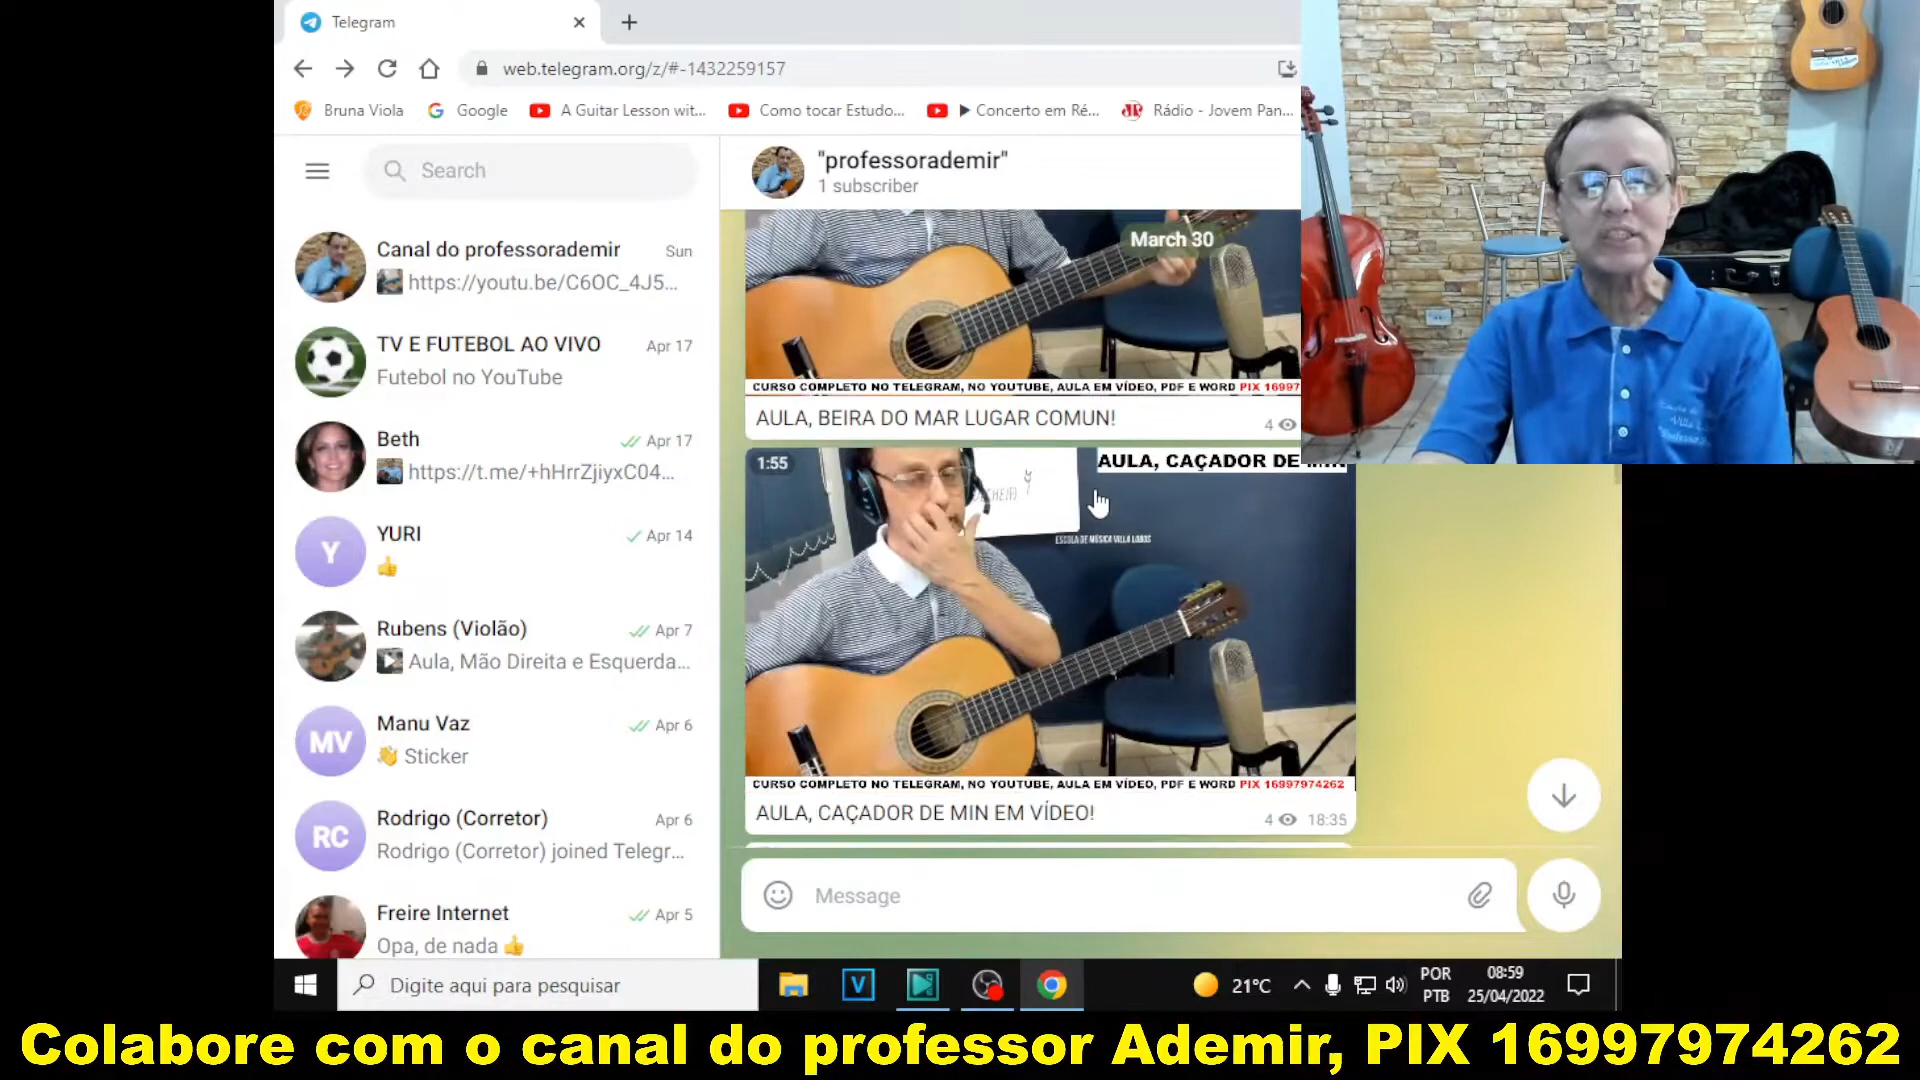 Telegram
web.telegram.org/z/#-1432259157
Bruna Viola
Google
A Guitar Lesson wit...
Como tocar Estudo...
Concerto em Ré...
Rádio - Jovem Pan...
Search
"professorademir"
1 subscriber
Canal do professorademir
Sun
https://youtu.be/C6OC_4J5...
TV E FUTEBOL AO VIVO
Apr 17
Futebol no YouTube
Beth
Apr 17
https://t.me/+hHrrZjiyxC04...
Y
YURI
Apr 14
Rubens (Violão)
Apr 7
Aula, Mão Direita e Esquerda...
MV
Manu Vaz
Apr 6
Sticker
RC
Rodrigo (Corretor)
Apr 6
Rodrigo (Corretor) joined Telegr...
Freire Internet
Apr 5
Opa, de nada
March 30
CURSO COMPLETO NO TELEGRAM, NO YOUTUBE, AULA EM VÍDEO, PDF E WORD PIX 16997
AULA, BEIRA DO MAR LUGAR COMUN!
4
1:55
AULA, CAÇADOR DE MIN
ESCOLA DE MÚSICA VILLA LOBOS
CURSO COMPLETO NO TELEGRAM, NO YOUTUBE, AULA EM VÍDEO, PDF E WORD PIX 16997974262
AULA, CAÇADOR DE MIN EM VÍDEO!
4 18:35
Message
Digite aqui para pesquisar
21°C
POR
PTB
08:59
25/04/2022
Colabore com o canal do professor Ademir, PIX 16997974262